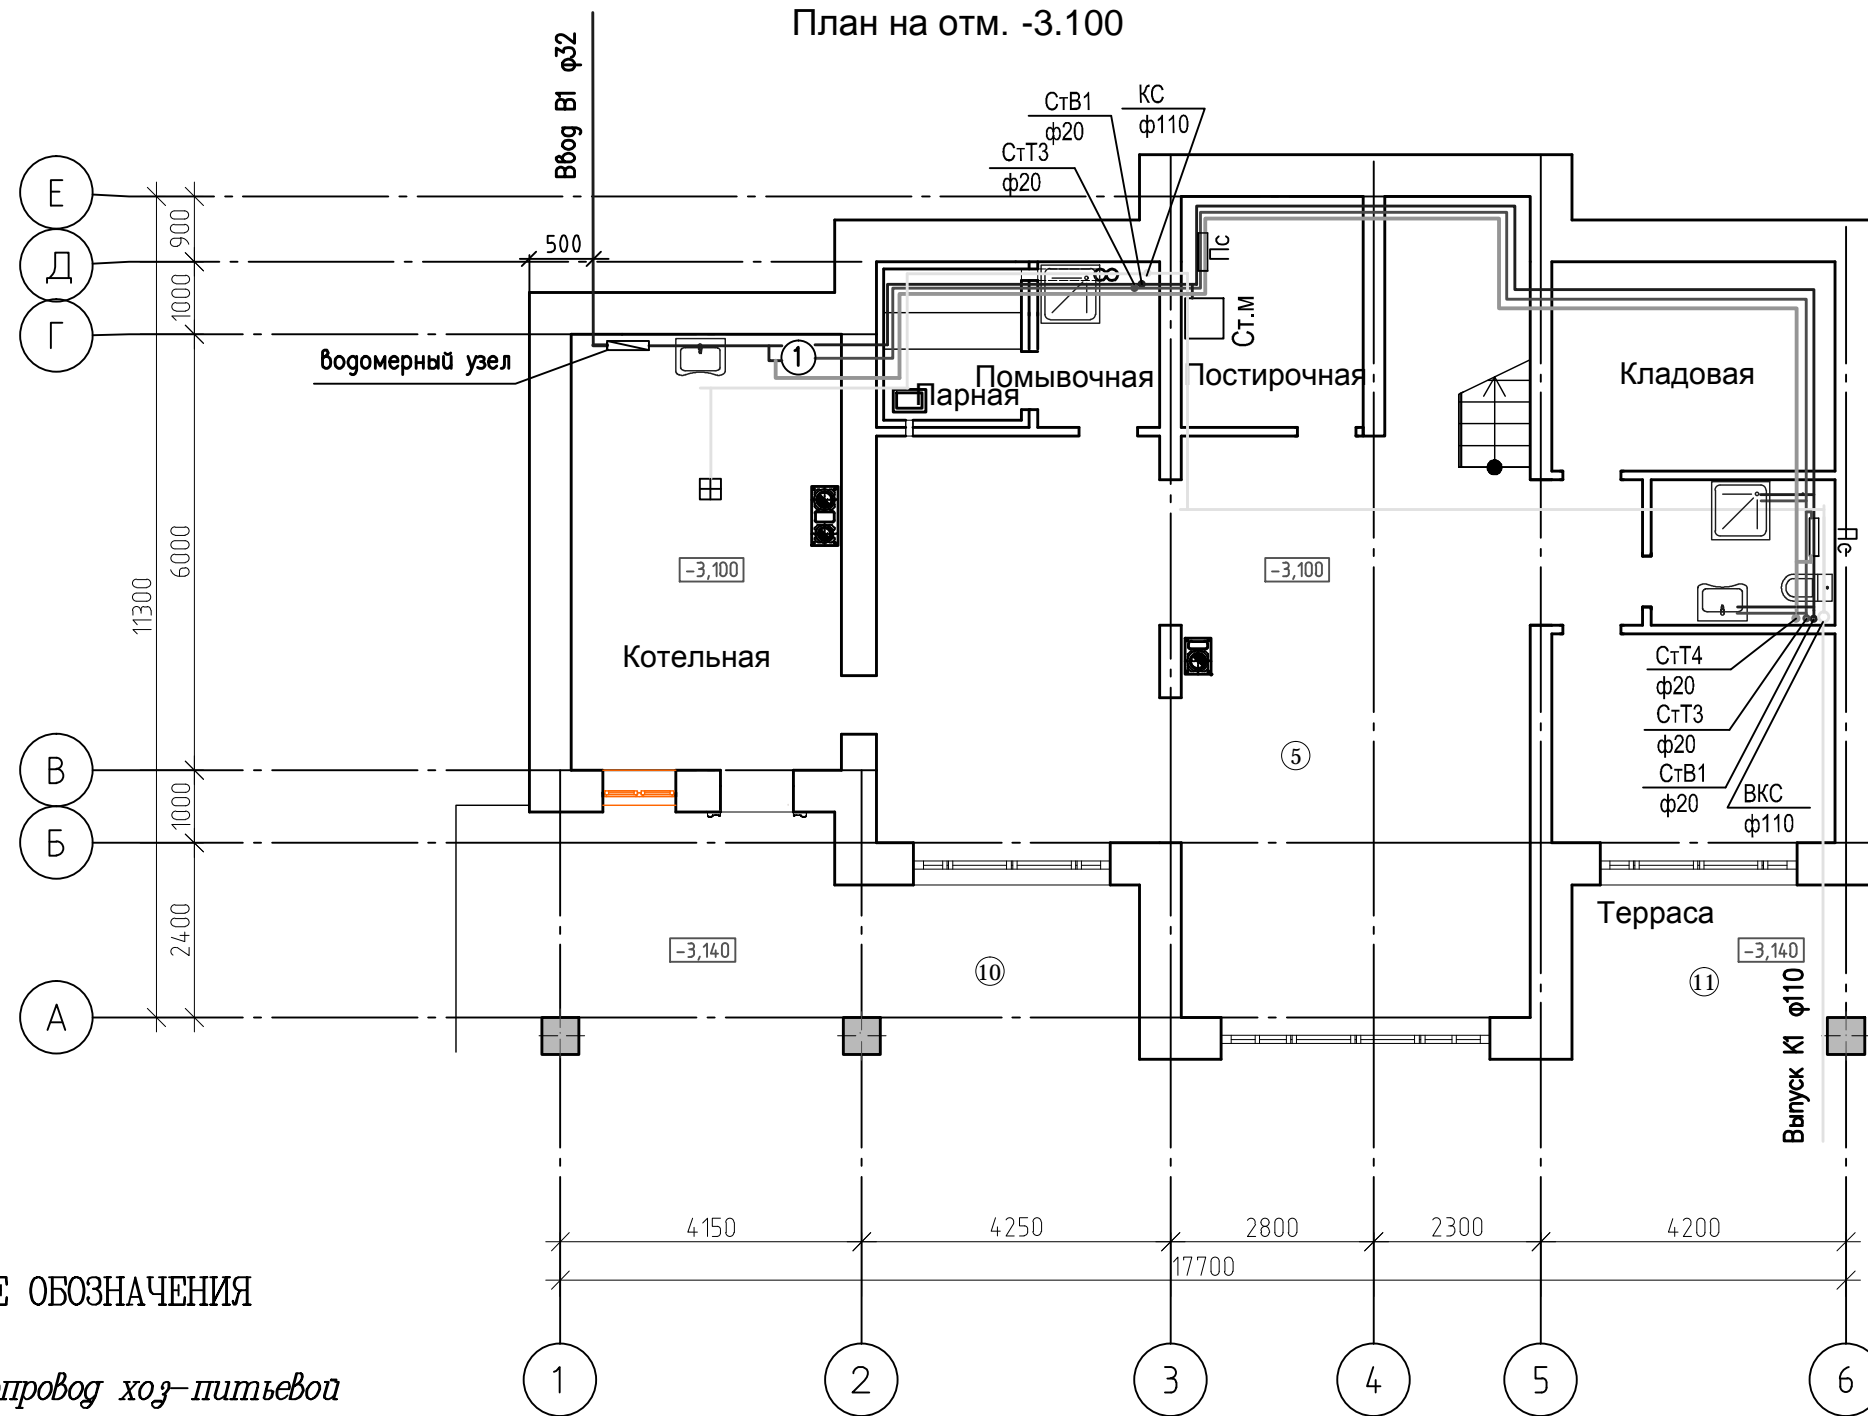 План на отм. -3.100
Ввод В1 ф32
СтВ1
ф20
КС
ф110
СтТ3
ф20
Е
Д
Г
В
Б
А
900
1000
6000
11300
1000
2400
500
водомерный узел
1
Пс
Ст.м
Парная
Помывочная
Постирочная
Кладовая
Пс
-3,100
-3,100
Котельная
5
СтТ4
ф20
СтТ3
ф20
СтВ1
ф20
ВКС
ф110
Терраса
-3,140
10
-3,140
11
Выпуск К1 ф110
4150
4250
2800
2300
4200
17700
Е ОБОЗНАЧЕНИЯ
опровод хоз-питьевой
1
2
3
4
5
6